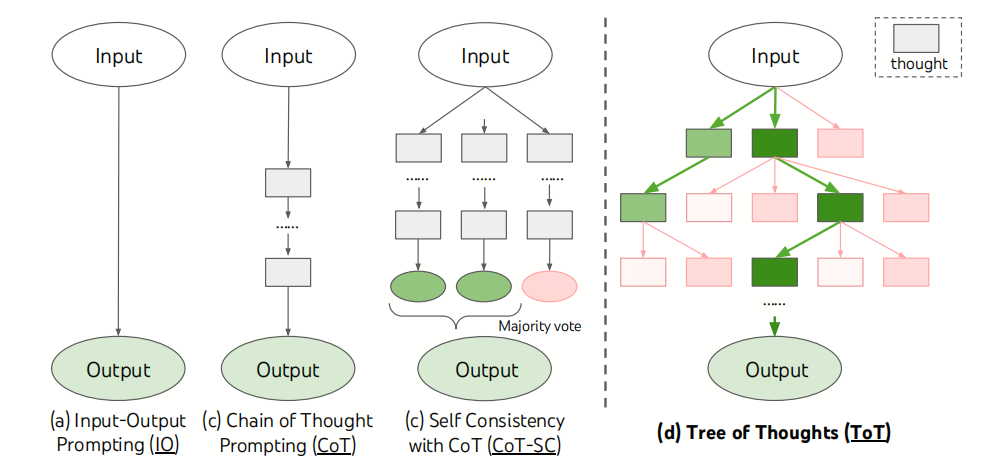 Input
Input
Input
Input
thought
......
......
......
......
......
Majority vote
Output
Output
Output
Output
(a) Input-Output
Prompting (IO)
(c) Chain of Thought
Prompting (CoT)
(c) Self Consistency
with CoT (CoT-SC)
(d) Tree of Thoughts (ToT)